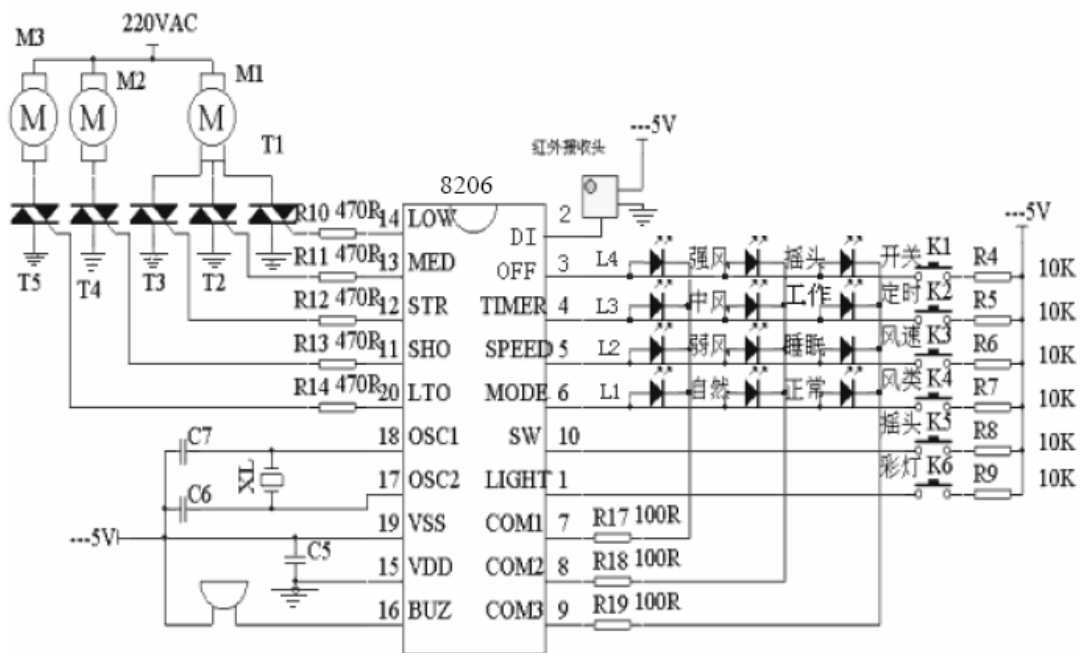 220VAC
M3
M2
M1
M
M
M
T1
T5
T4
T3
T2
---5V
红外接收头
8206
R10 470R 14 LOW
R11 470R 13 MED
R12 470R 12 STR
R13 470R 11 SHO
R14 470R 20 LTO
C7 18 OSC1
C6 17 OSC2
---5V 19 VSS
C5 15 VDD
16 BUZ
DI 2
OFF 3 L4 强风 摇头 开关 K1 R4 10K
TIMER 4 L3 中风 工作 定时 K2 R5 10K
SPEED 5 L2 弱风 睡眠 风速 K3 R6 10K
MODE 6 L1 自然 正常 风类 K4 R7 10K
SW 10 摇头 K5 R8 10K
LIGHT 1 彩灯 K6 R9 10K
COM1 7 R17 100R
COM2 8 R18 100R
COM3 9 R19 100R
---5V